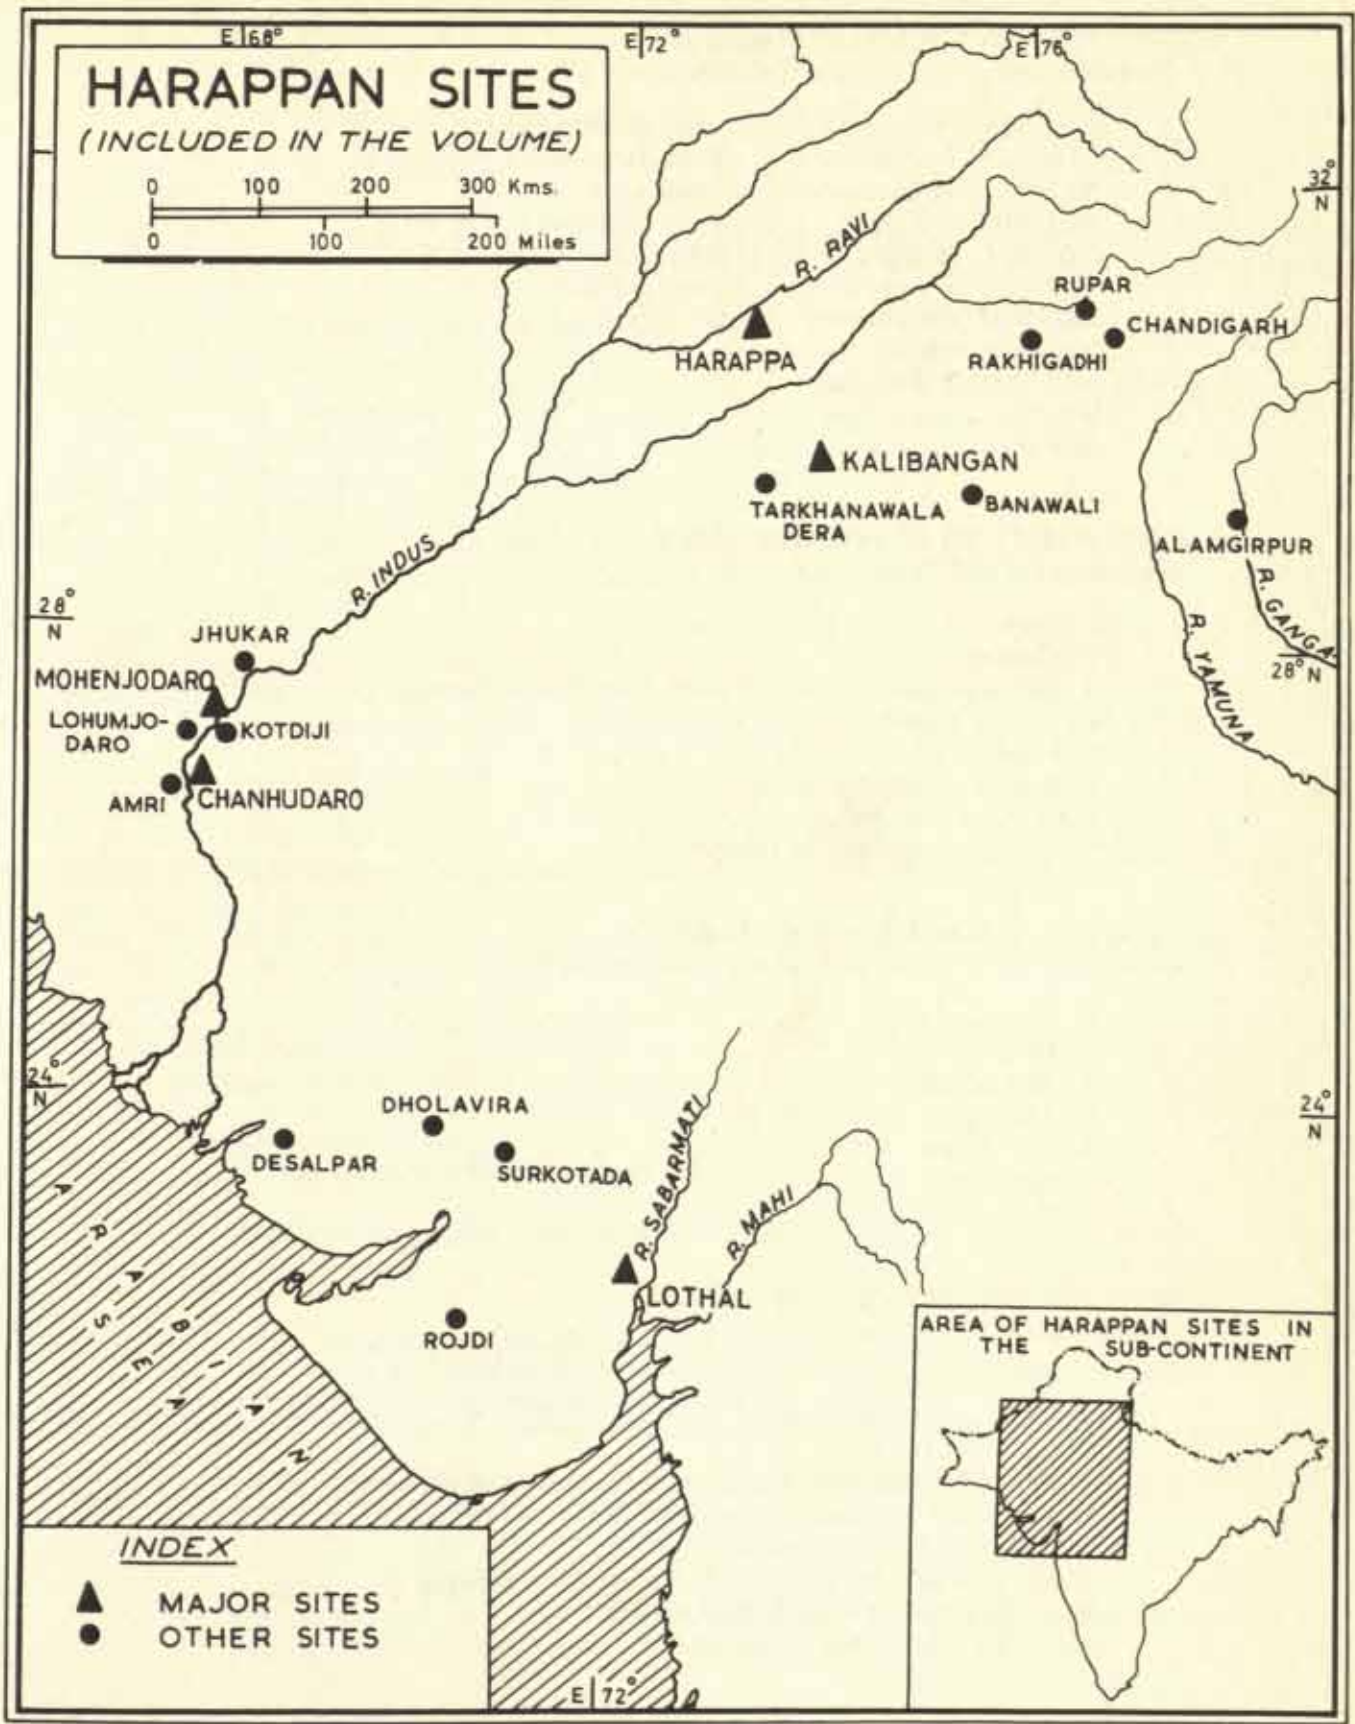 E 68°
E 72°
E 76°
HARAPPAN SITES
(INCLUDED IN THE VOLUME)
0 100 200 300 Kms.
0 100 200 Miles
32°
N
R. RAVI
RUPAR
CHANDIGARH
HARAPPA
RAKHIGADHI
KALIBANGAN
TARKHANAWALA
DERA
BANAWALI
ALAMGIRPUR
R. INDUS
28°
N
R. GANGA
28° N
R. YAMUNA
JHUKAR
MOHENJODARO
LOHUMJO-
DARO
KOTDIJI
AMRI
CHANHUDARO
24°
N
24°
N
DHOLAVIRA
DESALPAR
SURKOTADA
R. SABARMATI
R. MAHI
LOTHAL
ROJDI
ARABIAN
SEA
AREA OF HARAPPAN SITES IN
THE SUB-CONTINENT
INDEX
MAJOR SITES
OTHER SITES
E 72°